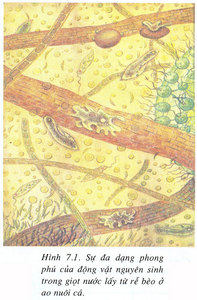 Hình 7.1. Sự đa dạng phong
phú của động vật nguyên sinh
trong giọt nước lấy từ rễ bèo ở
ao nuôi cá.